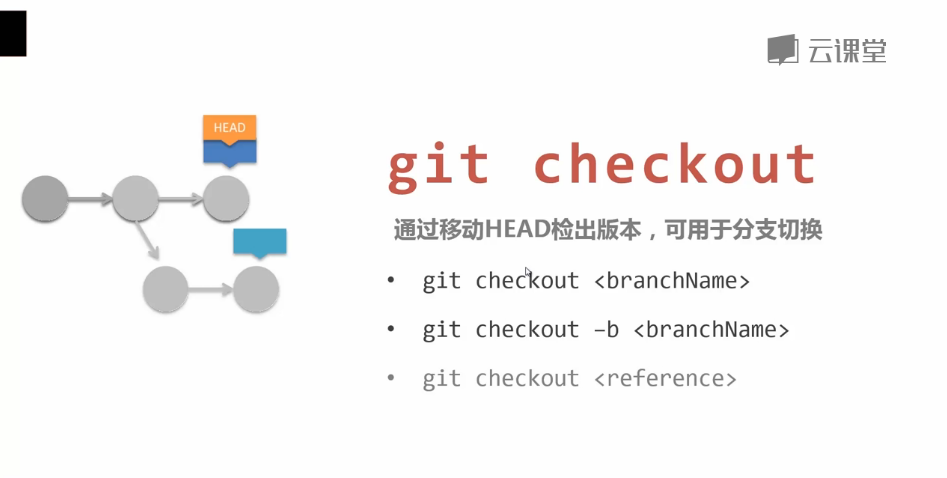 云课堂
HEAD
git checkout
通过移动HEAD检出版本，可用于分支切换
• git checkout <branchName>
• git checkout –b <branchName>
• git checkout <reference>